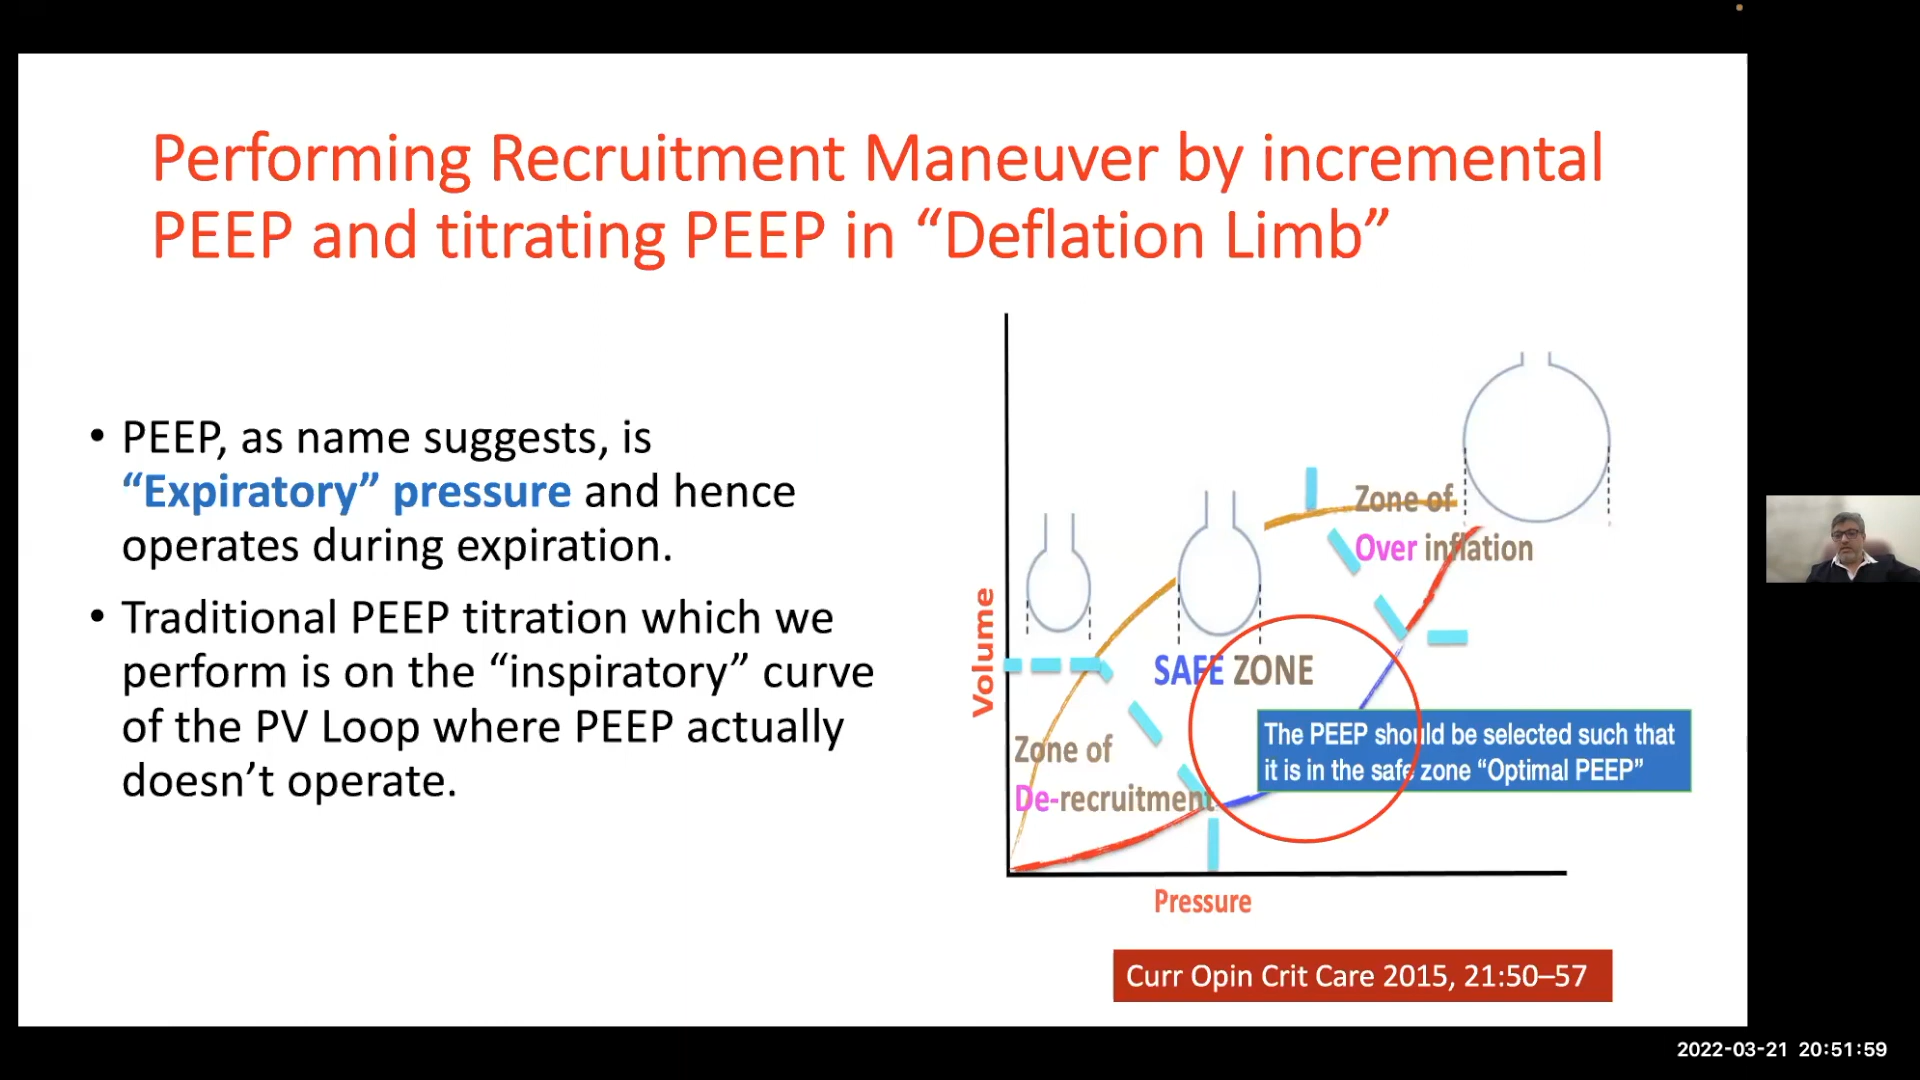 Performing Recruitment Maneuver by incremental
PEEP and titrating PEEP in “Deflation Limb”
• PEEP, as name suggests, is
“Expiratory” pressure and hence
operates during expiration.
• Traditional PEEP titration which we
perform is on the “inspiratory” curve
of the PV Loop where PEEP actually
doesn’t operate.
Volume
Zone of
Over inflation
SAFE ZONE
The PEEP should be selected such that
it is in the safe zone “Optimal PEEP”
Zone of
De-recruitment
Pressure
Curr Opin Crit Care 2015, 21:50–57
2022-03-21 20:51:59